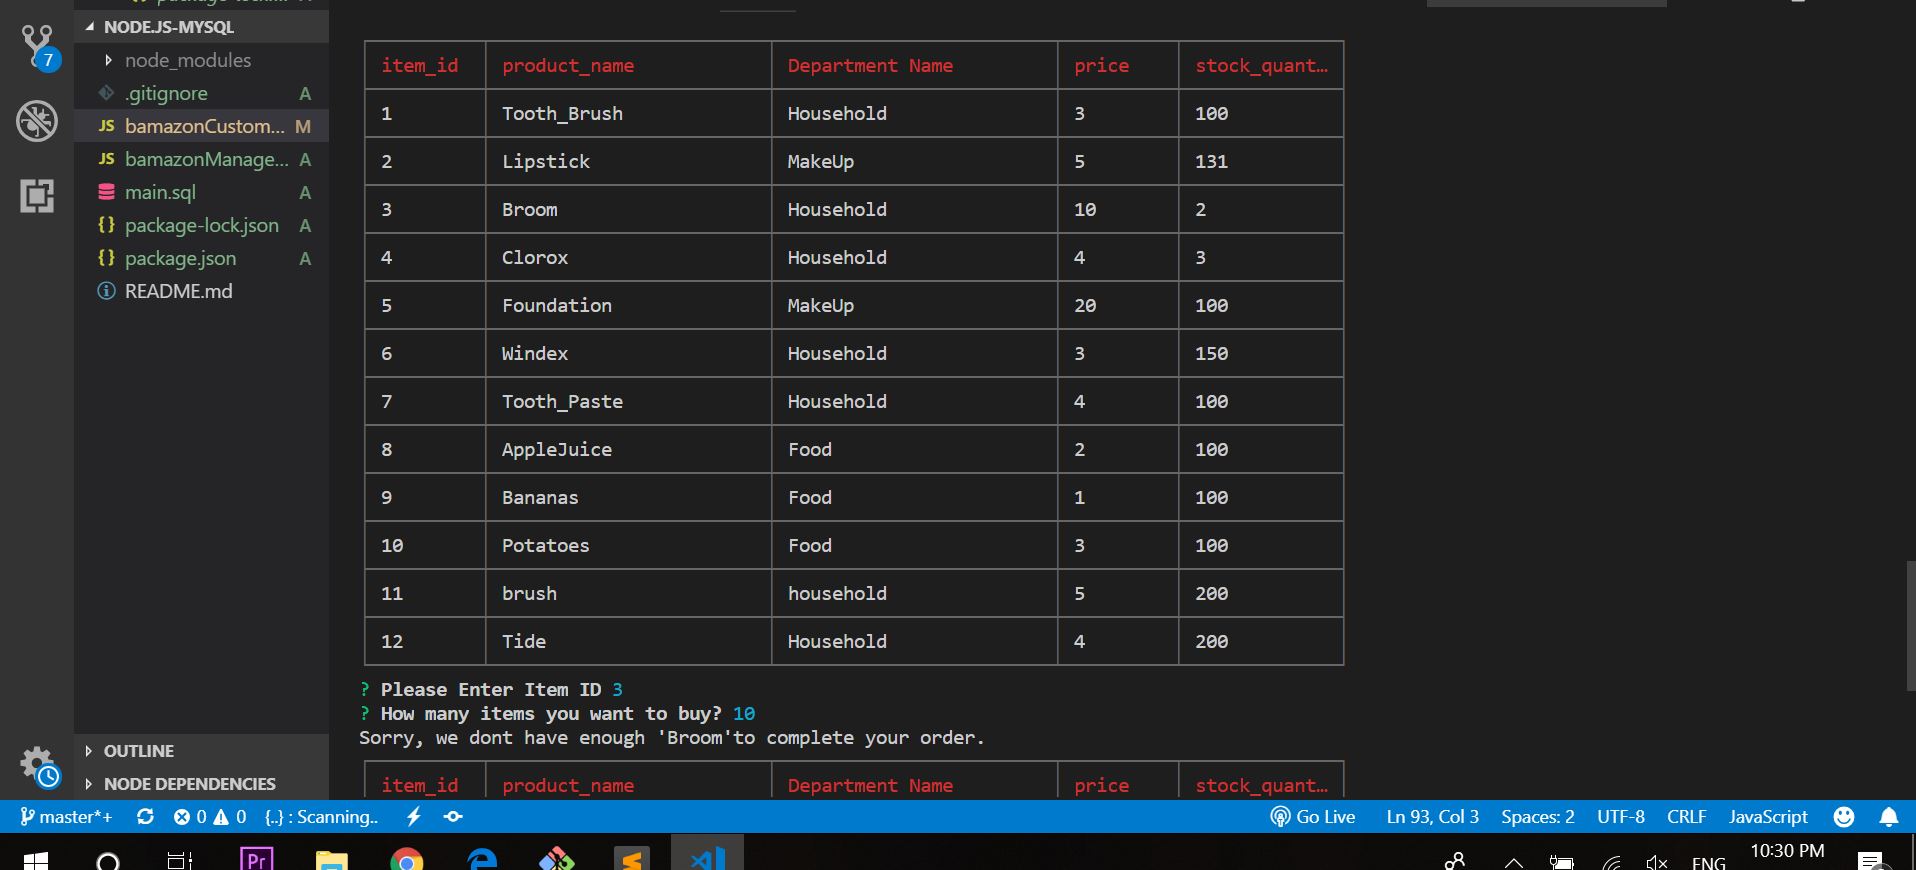 NODE.JS-MYSQL
7
node_modules
.gitignore A
JS bamazonCustom... M
JS bamazonManage... A
main.sql A
{} package-lock.json A
{} package.json A
README.md
OUTLINE
NODE DEPENDENCIES
item_id product_name Department Name price stock_quant…
1 Tooth_Brush Household 3 100
2 Lipstick MakeUp 5 131
3 Broom Household 10 2
4 Clorox Household 4 3
5 Foundation MakeUp 20 100
6 Windex Household 3 150
7 Tooth_Paste Household 4 100
8 AppleJuice Food 2 100
9 Bananas Food 1 100
10 Potatoes Food 3 100
11 brush household 5 200
12 Tide Household 4 200
? Please Enter Item ID 3
? How many items you want to buy? 10
Sorry, we dont have enough 'Broom'to complete your order.
item_id product_name Department Name price stock_quant…
master*+ 0 0 {..} : Scanning.. Go Live Ln 93, Col 3 Spaces: 2 UTF-8 CRLF JavaScript
Pr ENG 10:30 PM